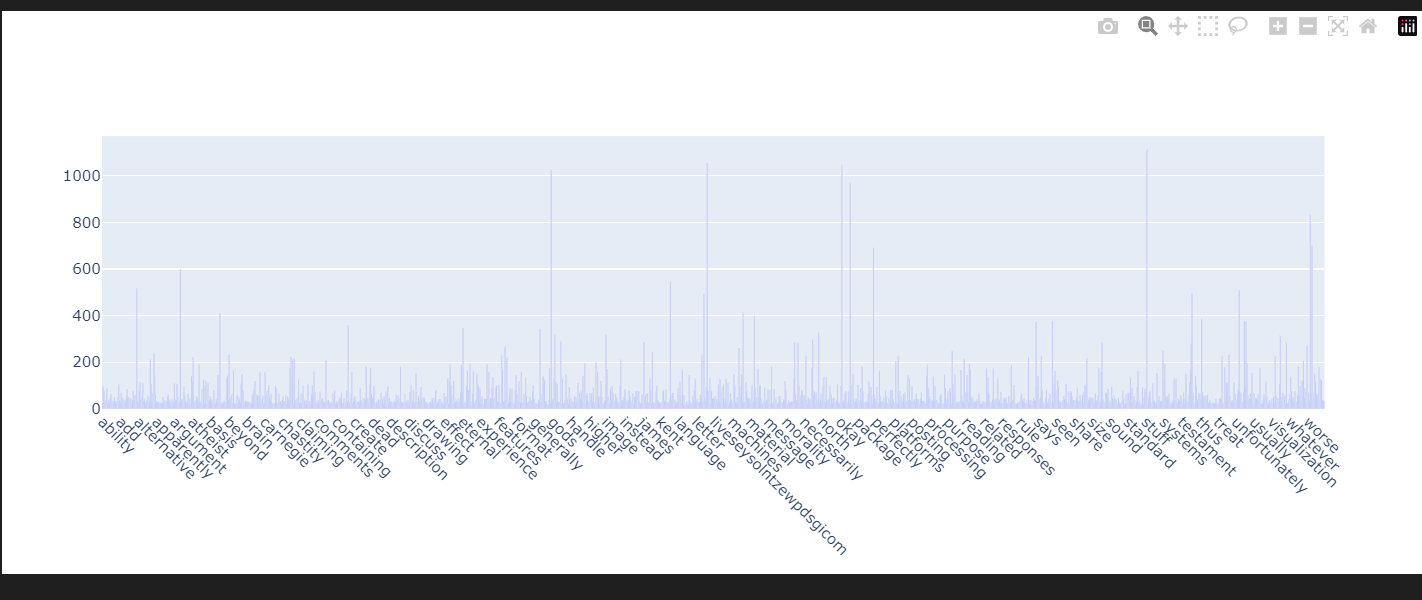 1000
800
600
400
200
0
ability
add
alternative
apparently
argument
atheist
basis
beyond
brain
carnegie
chastity
claiming
comments
containing
create
dead
description
discuss
drawing
effect
eternal
experience
features
format
generally
gods
handle
higher
image
instead
james
kent
language
letter
liveseysolntzewpdsgicom
machines
material
message
morality
necessarily
north
okay
package
perfectly
performs
posting
processing
purpose
reading
related
responses
rule
says
seen
share
size
sound
standard
stuff
systems
testament
thus
treat
unfortunately
usually
visualization
whatever
worse